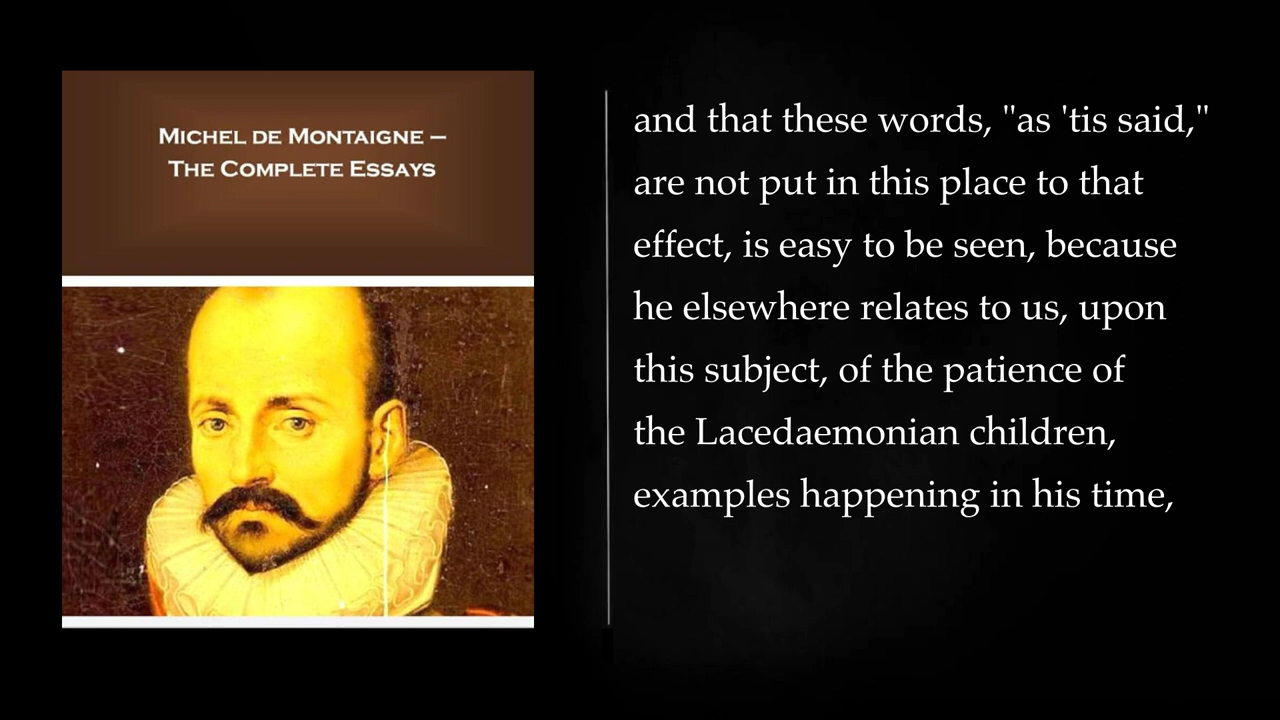 MICHEL DE MONTAIGNE –
THE COMPLETE ESSAYS
and that these words, "as 'tis said,"
are not put in this place to that
effect, is easy to be seen, because
he elsewhere relates to us, upon
this subject, of the patience of
the Lacedaemonian children,
examples happening in his time,